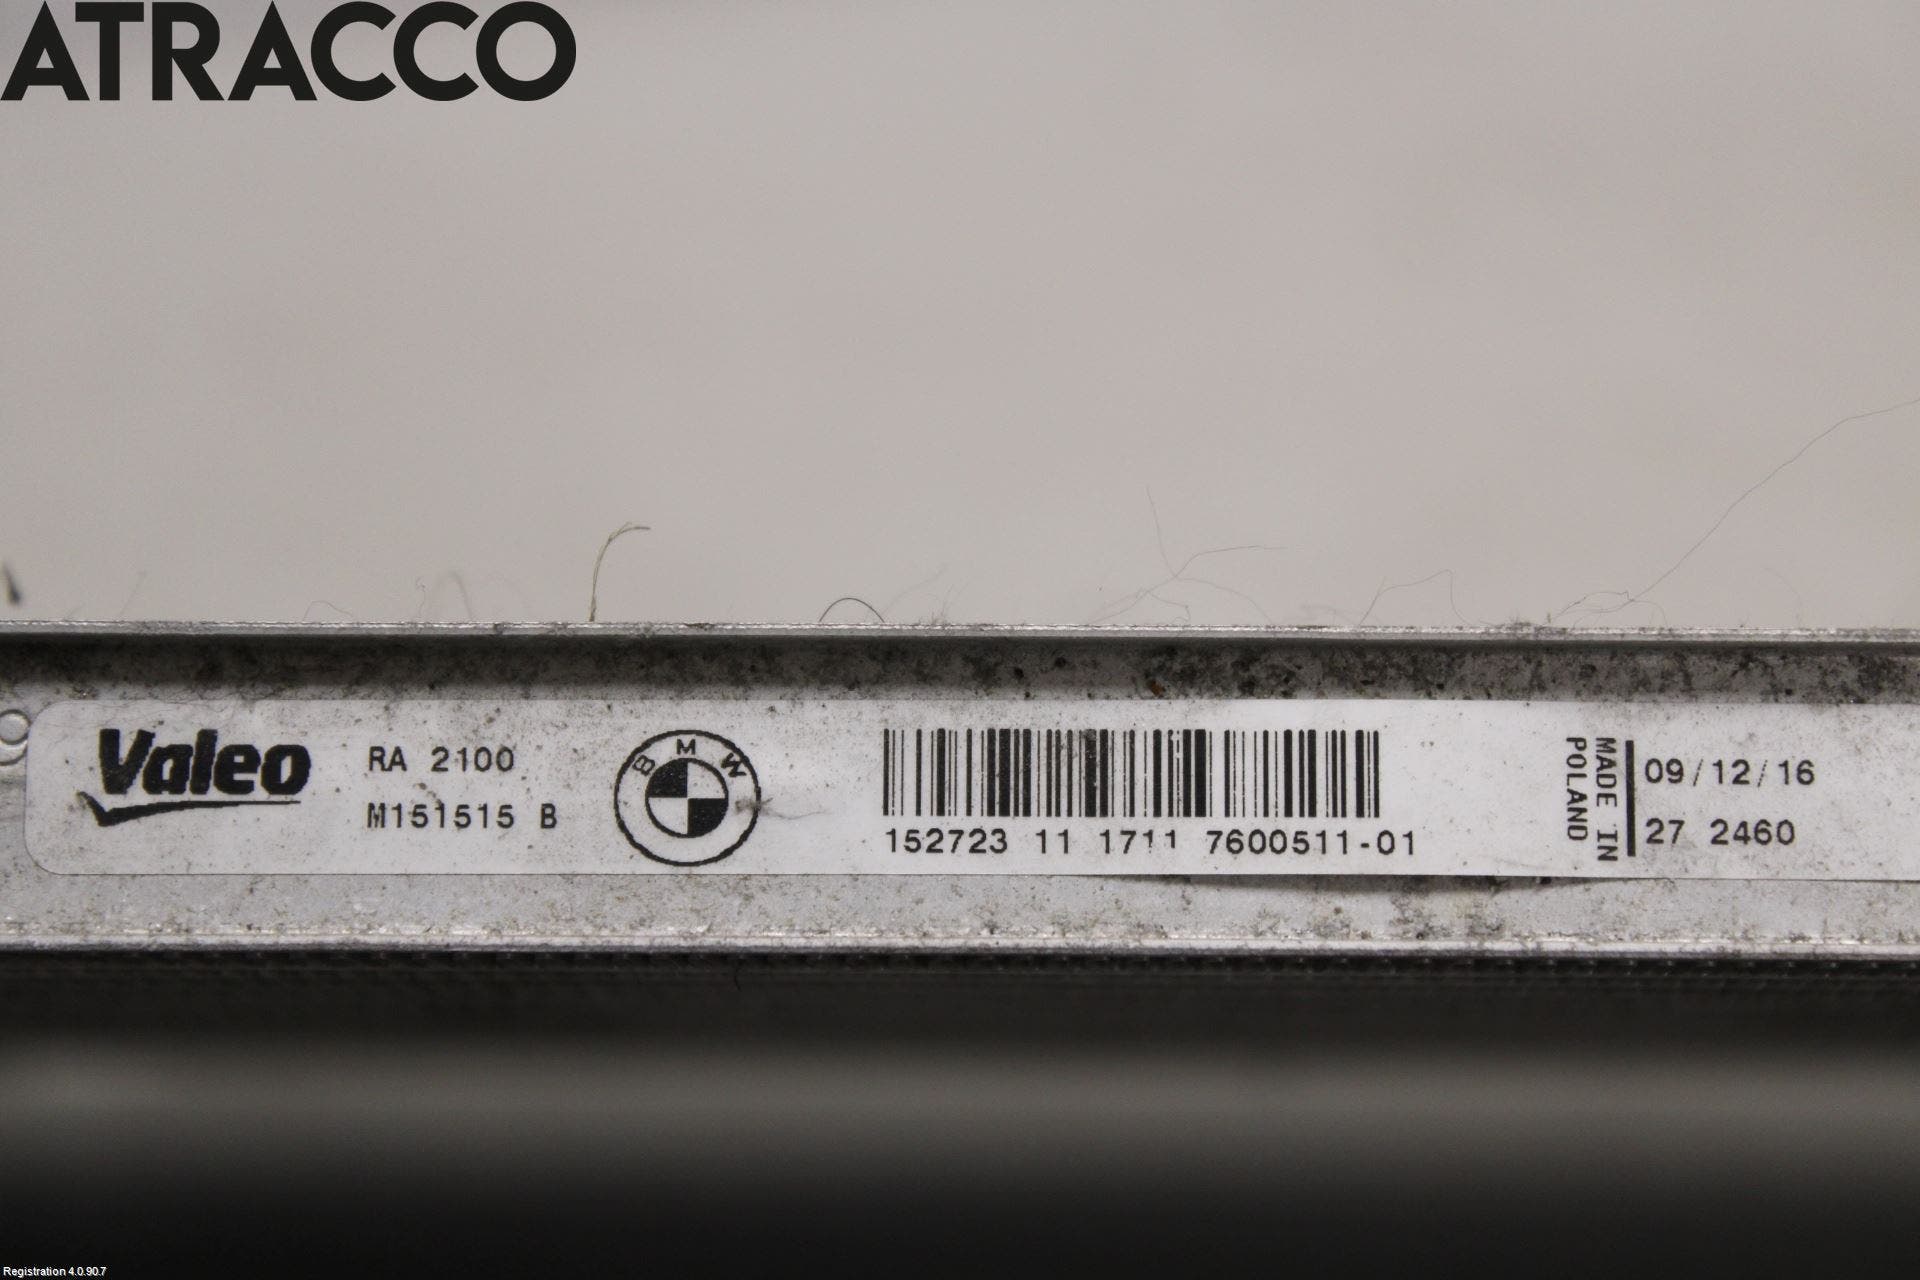 ATRACCO
Valeo
RA 2100
M151515 B
BMW
152723 11 1711 7600511-01
MADE IN
POLAND
09/12/16
27 2460
Registration 4.0.90.7